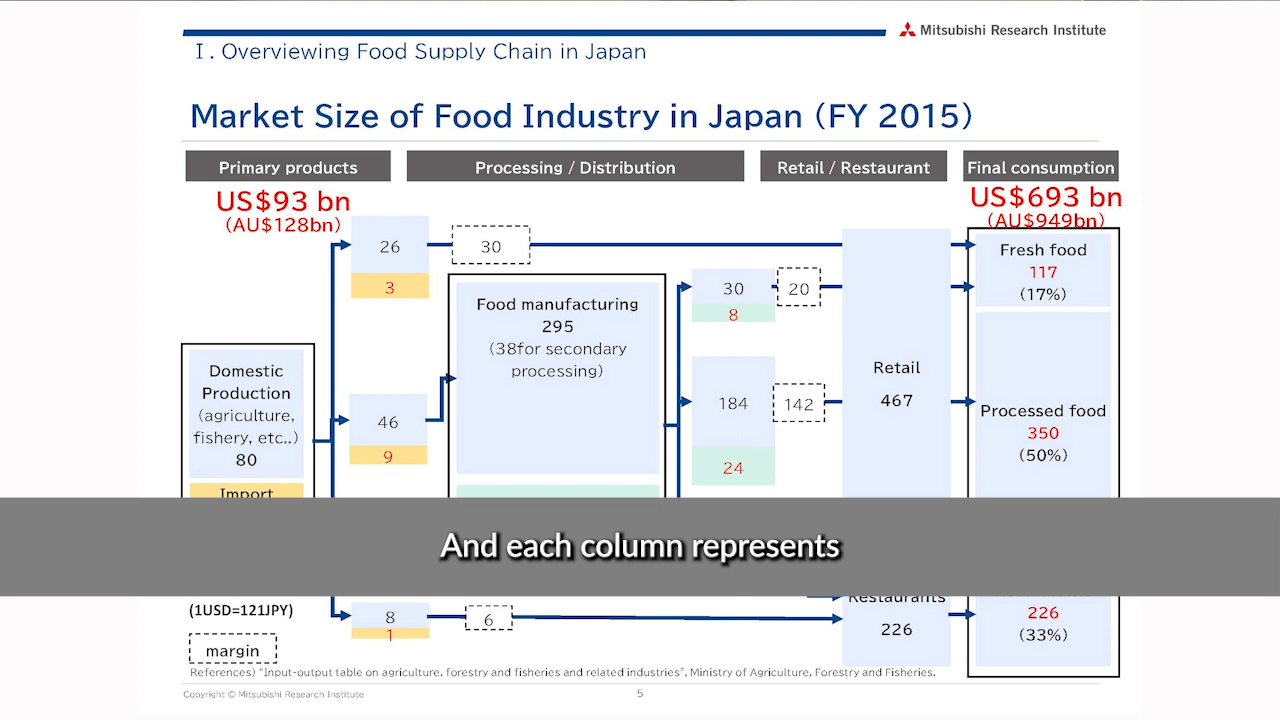 Mitsubishi Research Institute
Ⅰ. Overviewing Food Supply Chain in Japan
Market Size of Food Industry in Japan (FY 2015)
Primary products
Processing / Distribution
Retail / Restaurant
Final consumption
US$93 bn
(AU$128bn)
US$693 bn
(AU$949bn)
26
3
30
Fresh food
117
(17%)
Food manufacturing
295
(38for secondary
processing)
30
8
20
Domestic
Production
(agriculture,
fishery, etc..)
80
Import
46
9
184
24
142
Retail
467
Processed food
350
(50%)
And each column represents
(1USD=121JPY)
margin
8
1
6
Restaurants
226
226
(33%)
References) "Input-output table on agriculture, forestry and fisheries and related industries", Ministry of Agriculture, Forestry and Fisheries.
Copyright © Mitsubishi Research Institute
5